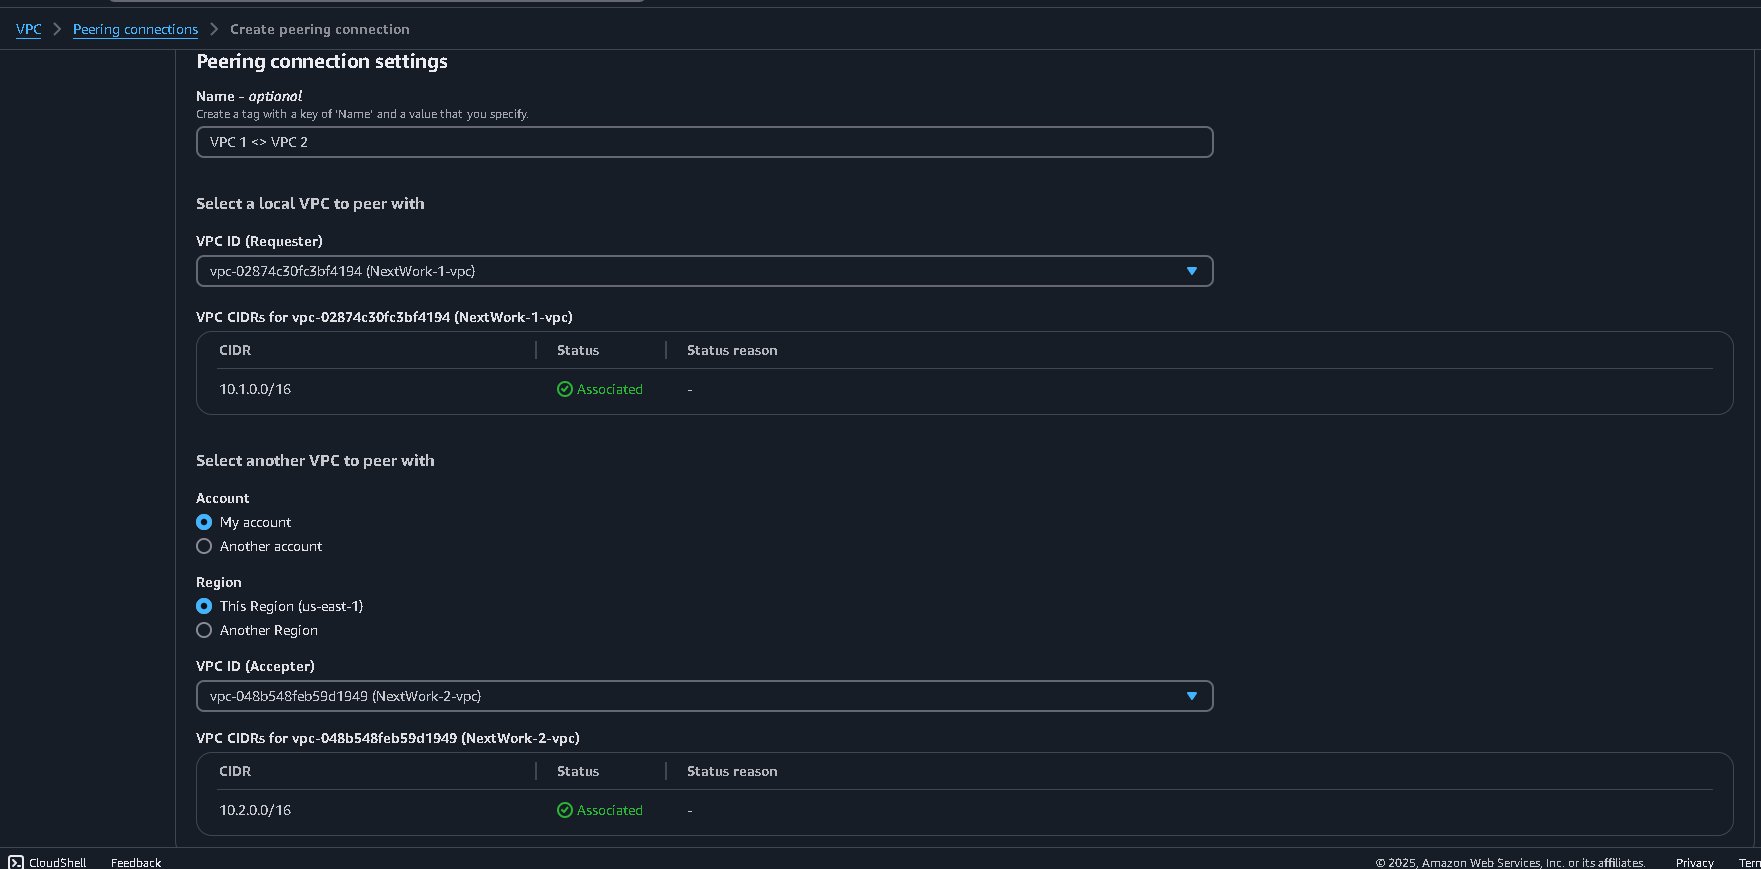 VPC > Peering connections > Create peering connection
Peering connection settings
Name - optional
Create a tag with a key of 'Name' and a value that you specify.
VPC 1 <> VPC 2
Select a local VPC to peer with
VPC ID (Requester)
vpc-02874c30fc3bf4194 (NextWork-1-vpc)
VPC CIDRs for vpc-02874c30fc3bf4194 (NextWork-1-vpc)
CIDR Status Status reason
10.1.0.0/16 Associated -
Select another VPC to peer with
Account
My account
Another account
Region
This Region (us-east-1)
Another Region
VPC ID (Accepter)
vpc-048b548feb59d1949 (NextWork-2-vpc)
VPC CIDRs for vpc-048b548feb59d1949 (NextWork-2-vpc)
CIDR Status Status reason
10.2.0.0/16 Associated -
CloudShell Feedback © 2025, Amazon Web Services, Inc. or its affiliates. Privacy Tern